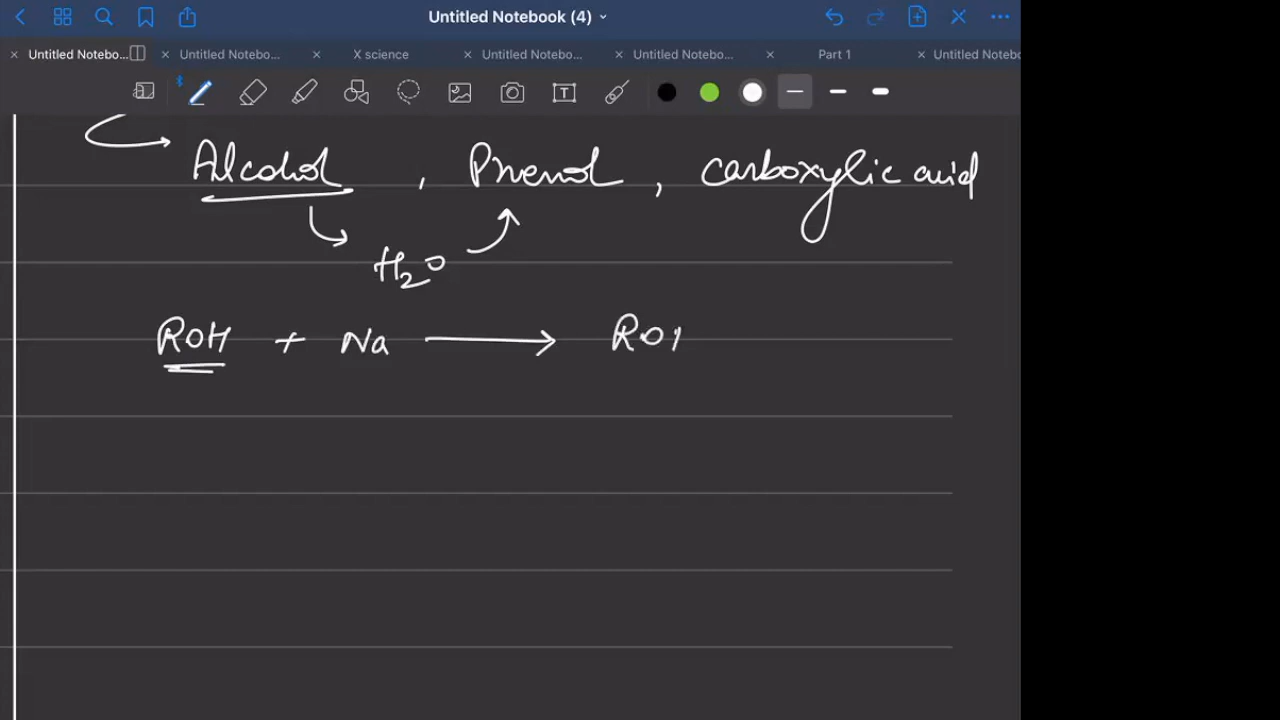 Untitled Notebook (4)
Untitled Notebo... Untitled Notebo... X science Untitled Notebo... Untitled Notebo... Part 1 Untitled Notebo
T
Alcohol , Phenol , carboxylic acid
H2O
ROH + Na → RO